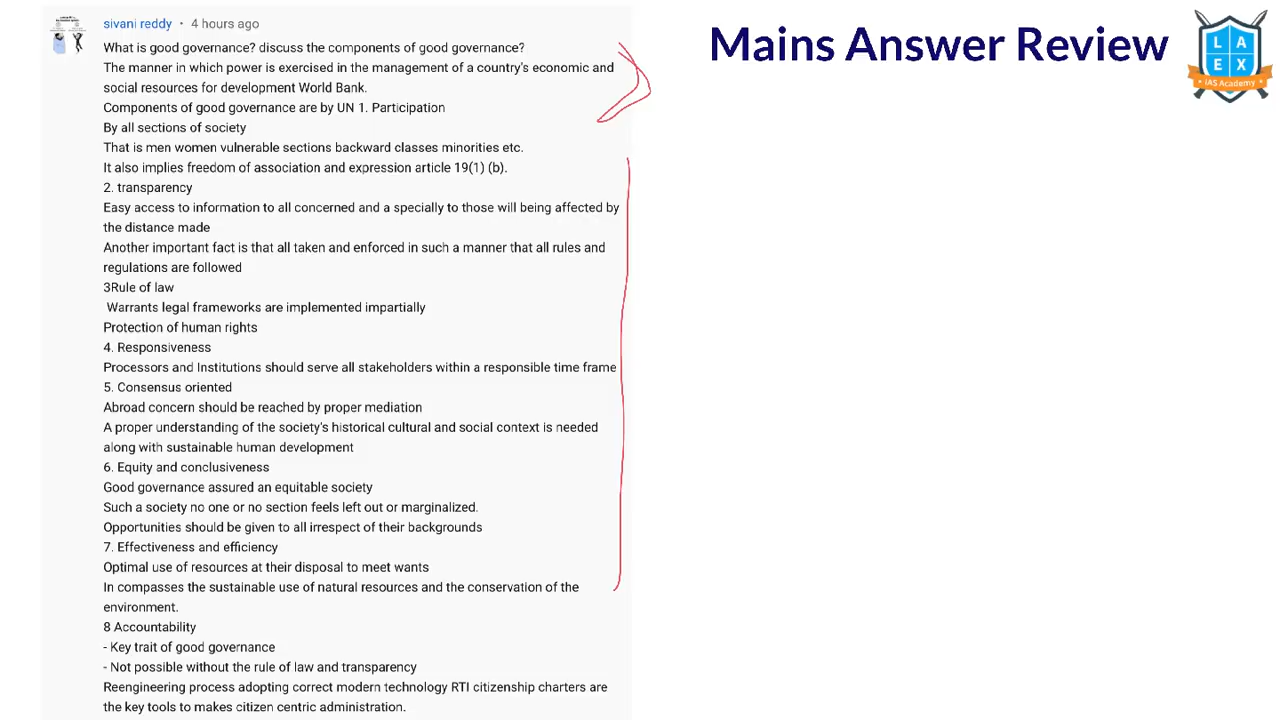 sivani reddy • 4 hours ago
What is good governance? discuss the components of good governance?
The manner in which power is exercised in the management of a country's economic and
social resources for development World Bank.
Components of good governance are by UN 1. Participation
By all sections of society
That is men women vulnerable sections backward classes minorities etc.
It also implies freedom of association and expression article 19(1) (b).
2. transparency
Easy access to information to all concerned and a specially to those will being affected by
the distance made
Another important fact is that all taken and enforced in such a manner that all rules and
regulations are followed
3Rule of law
Warrants legal frameworks are implemented impartially
Protection of human rights
4. Responsiveness
Processors and Institutions should serve all stakeholders within a responsible time frame
5. Consensus oriented
Abroad concern should be reached by proper mediation
A proper understanding of the society's historical cultural and social context is needed
along with sustainable human development
6. Equity and conclusiveness
Good governance assured an equitable society
Such a society no one or no section feels left out or marginalized.
Opportunities should be given to all irrespect of their backgrounds
7. Effectiveness and efficiency
Optimal use of resources at their disposal to meet wants
In compasses the sustainable use of natural resources and the conservation of the
environment.
8 Accountability
- Key trait of good governance
- Not possible without the rule of law and transparency
Reengineering process adopting correct modern technology RTI citizenship charters are
the key tools to makes citizen centric administration.
Mains Answer Review
L A
E X
IAS Academy